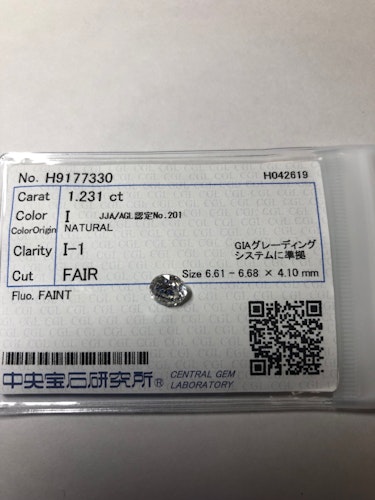 No. H9177330 H042619
Carat 1.231 ct
Color I JJA/AGL認定No.201
ColorOrigin NATURAL
Clarity I-1 GIAグレーディング
システムに準拠
Cut FAIR Size 6.61 - 6.68 × 4.10 mm
Fluo. FAINT
中央宝石研究所® CENTRAL GEM
LABORATORY